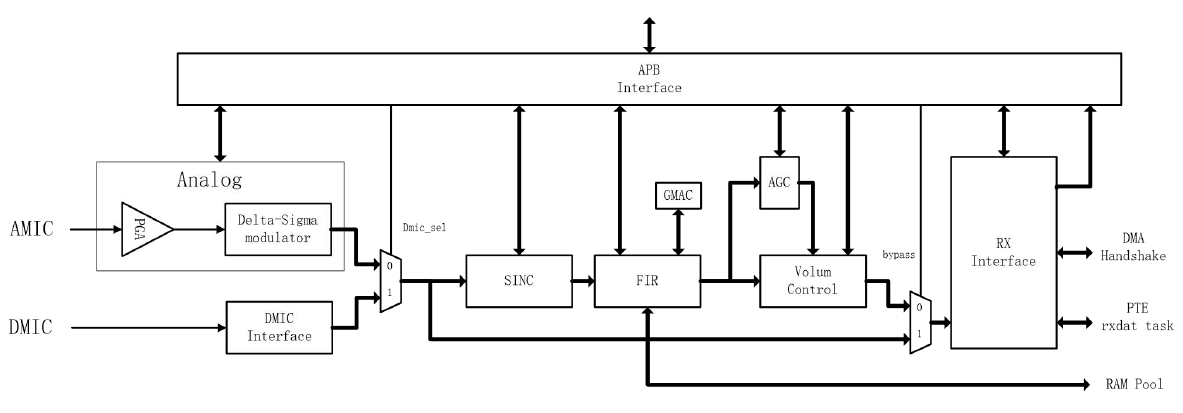 APB
Interface
Analog
AMIC
PGA
Delta-Sigma
modulator
Dmic_sel
0
1
DMIC
DMIC
Interface
SINC
FIR
GMAC
AGC
Volum
Control
bypass
0
1
RX
Interface
DMA
Handshake
PTE
rxdat task
RAM Pool